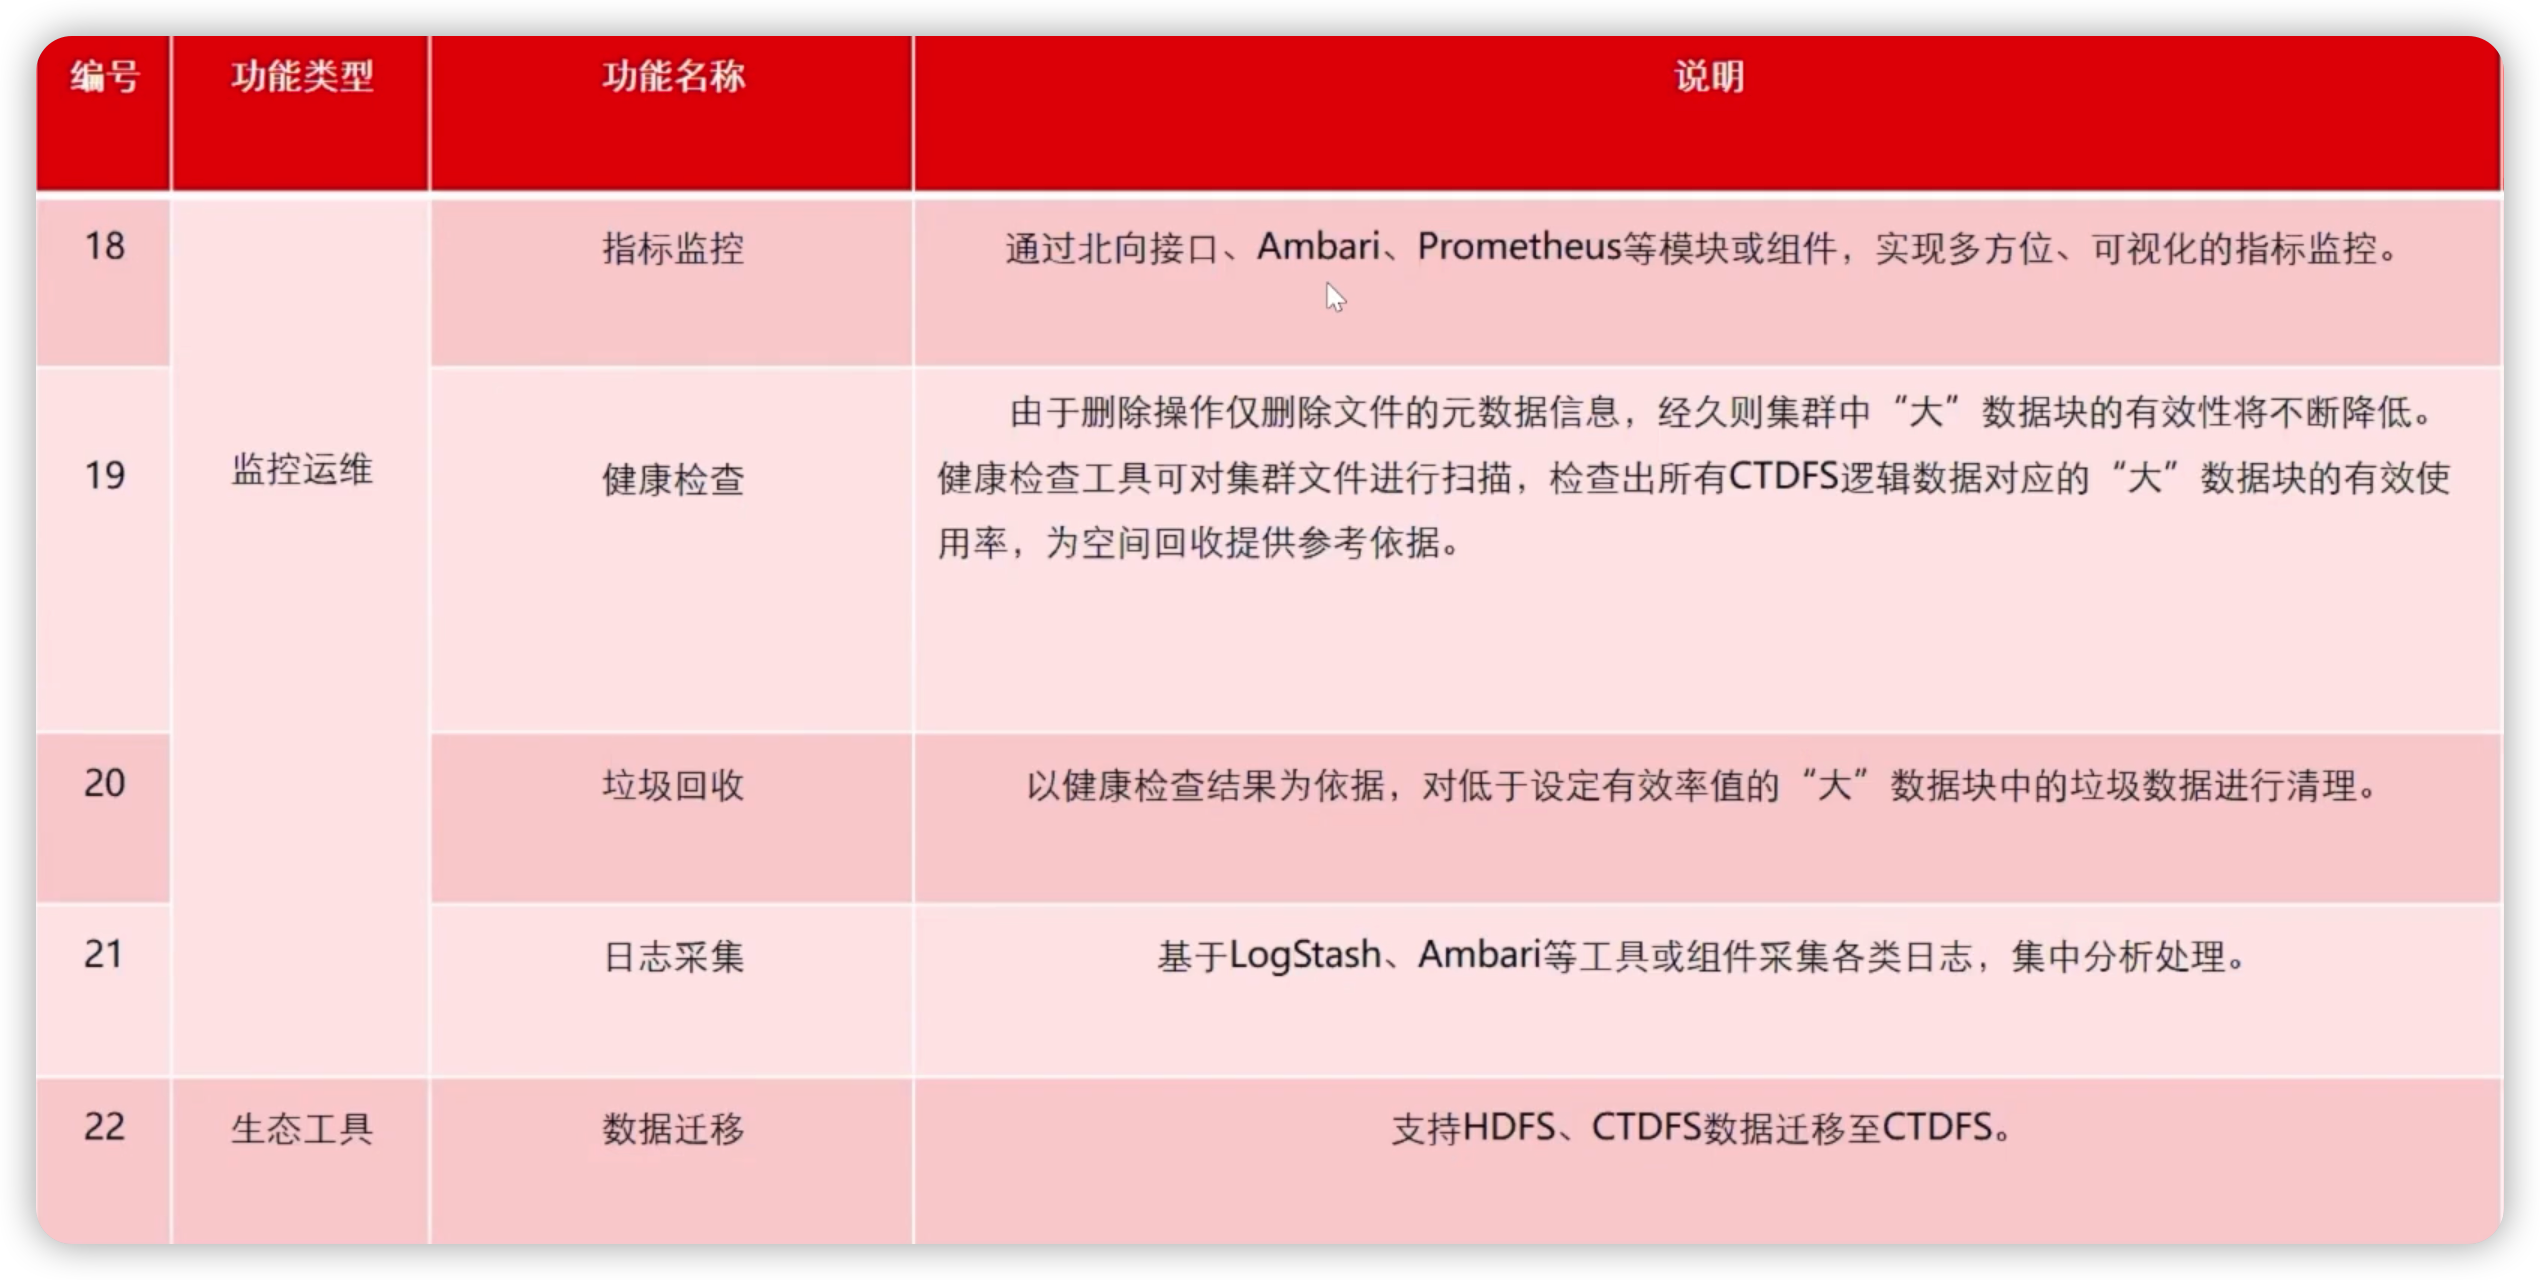 编号 功能类型 功能名称 说明
18 指标监控 通过北向接口、Ambari、Prometheus等模块或组件，实现多方位、可视化的指标监控。
由于删除操作仅删除文件的元数据信息，经久则集群中“大”数据块的有效性将不断降低。
19 监控运维 健康检查 健康检查工具可对集群文件进行扫描，检查出所有CTDFS逻辑数据对应的“大”数据块的有效使
用率，为空间回收提供参考依据。
20 垃圾回收 以健康检查结果为依据，对低于设定有效率值的“大”数据块中的垃圾数据进行清理。
21 日志采集 基于LogStash、Ambari等工具或组件采集各类日志，集中分析处理。
22 生态工具 数据迁移 支持HDFS、CTDFS数据迁移至CTDFS。